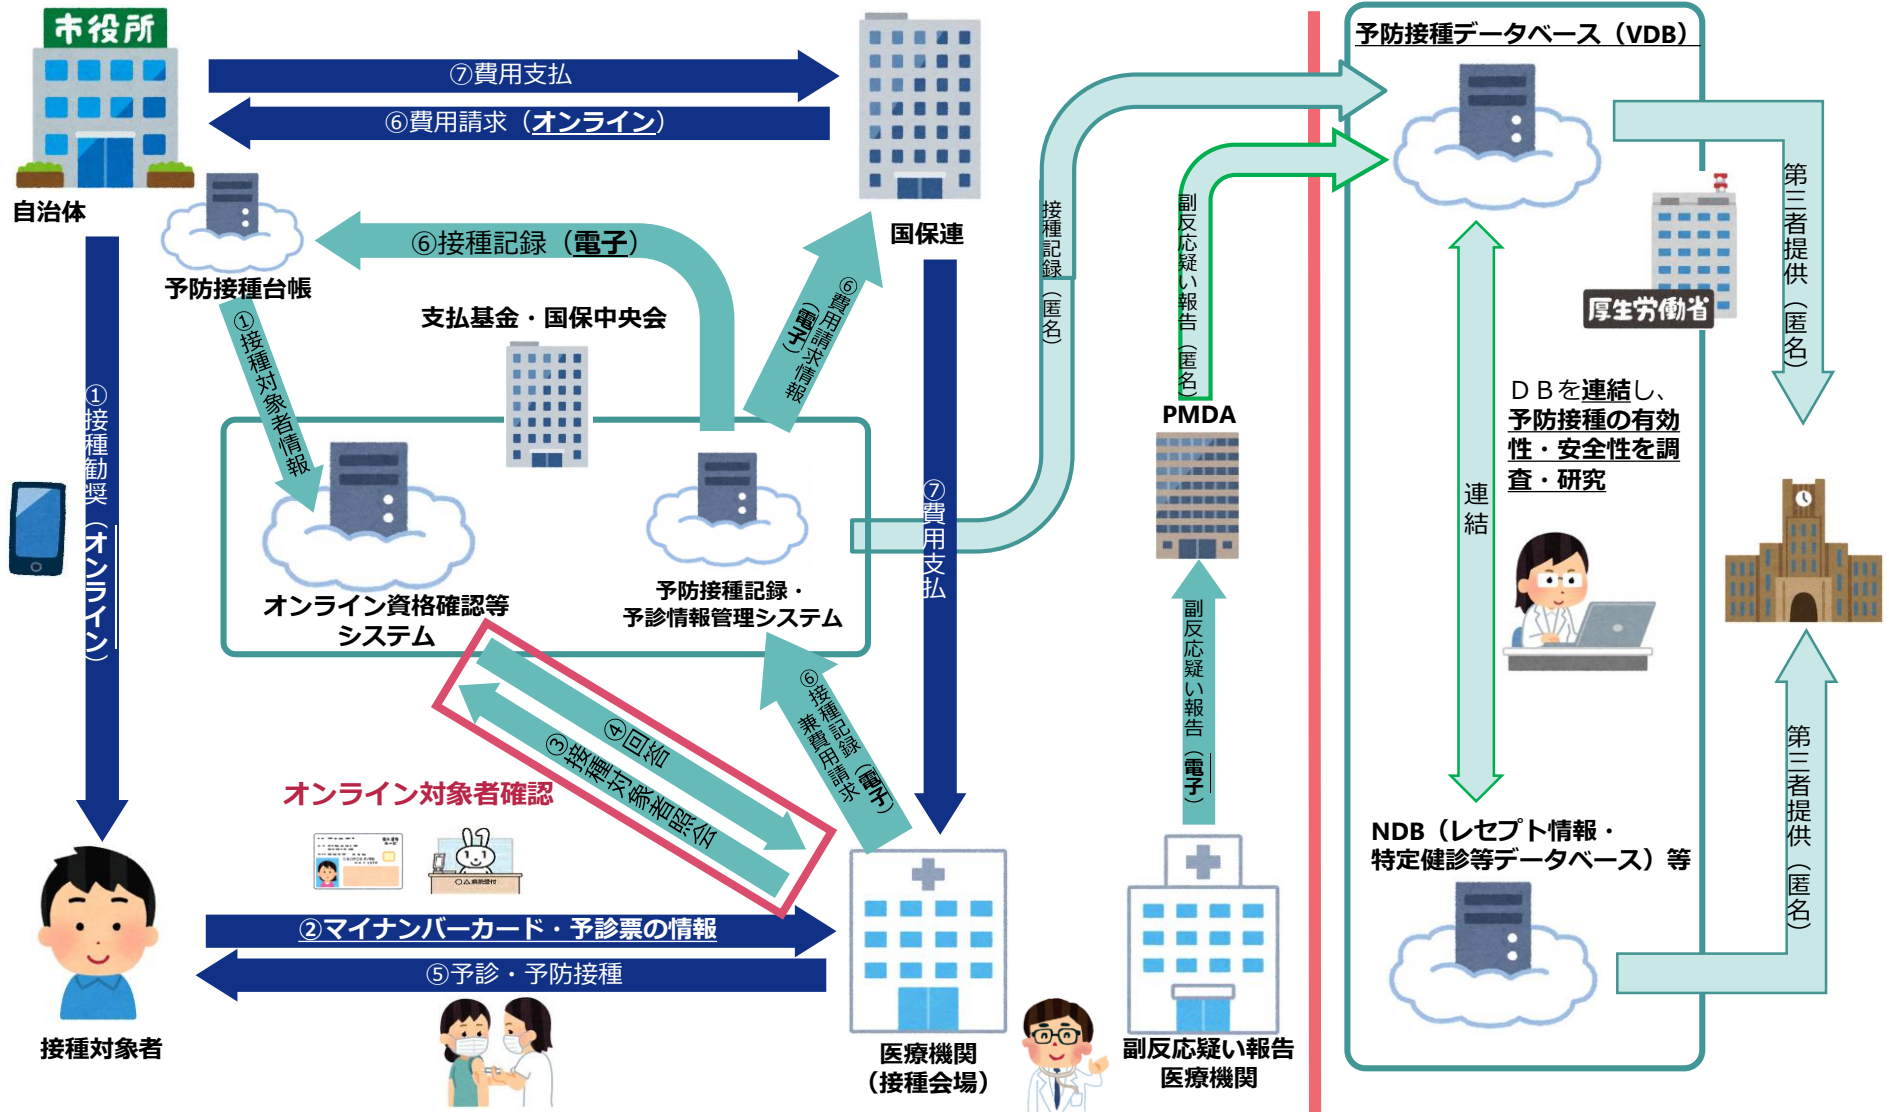 市役所
自治体
⑦費用支払
⑥費用請求（オンライン）
国保連
予防接種台帳
⑥接種記録（電子）
支払基金・国保中央会
⑥費用請求情報
（電子）
①接種対象者情報
①接種勧奨（オンライン）
オンライン資格確認等
システム
予防接種記録・
予診情報管理システム
⑦費用支払
④回答
③接種対象者照会
⑥接種記録（電子）
兼費用請求
オンライン対象者確認
②マイナンバーカード・予診票の情報
⑤予診・予防接種
接種対象者
医療機関
（接種会場）
接種記録（匿名）
副反応疑い報告（匿名）
PMDA
副反応疑い報告（電子）
副反応疑い報告
医療機関
予防接種データベース（VDB）
厚生労働省
第三者提供（匿名）
ＤＢを連結し、
予防接種の有効
性・安全性を調
査・研究
連結
NDB（レセプト情報・
特定健診等データベース）等
第三者提供（匿名）